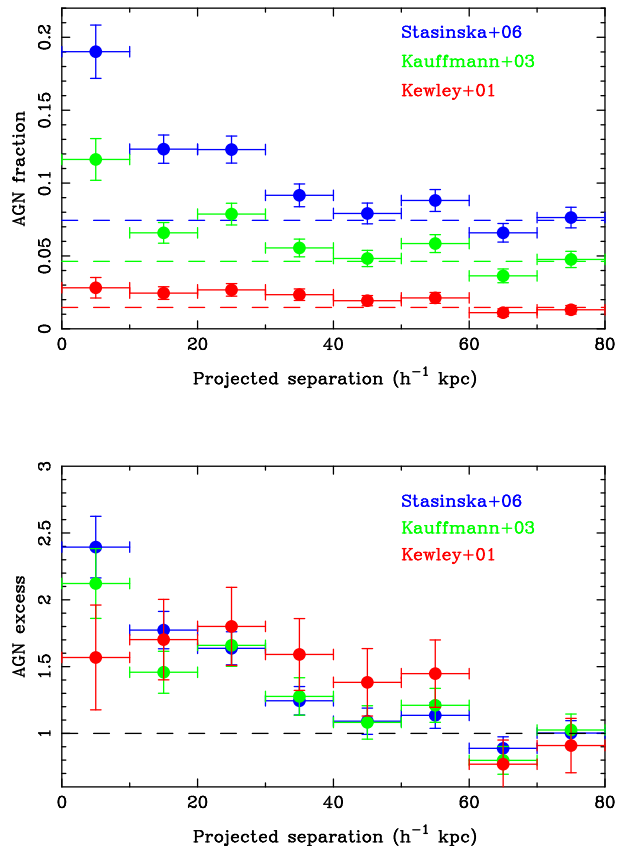 0.2
0.15
0.1
0.05
0
AGN fraction
Stasinska+06
Kauffmann+03
Kewley+01
0 20 40 60 80
Projected separation (h⁻¹ kpc)
3
2.5
2
1.5
1
AGN excess
Stasinska+06
Kauffmann+03
Kewley+01
0 20 40 60 80
Projected separation (h⁻¹ kpc)